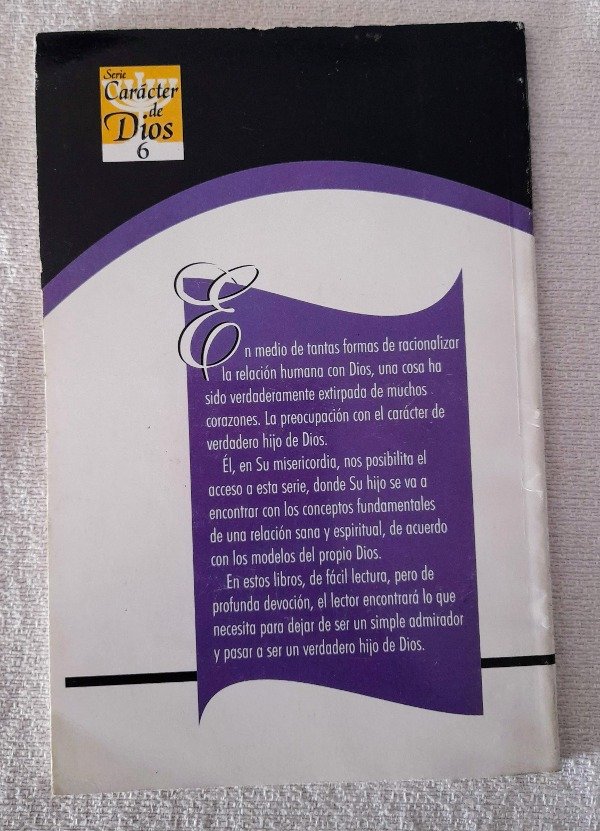 Serie
Carácter
de
Dios
6
En medio de tantas formas de racionalizar
la relación humana con Dios, una cosa ha
sido verdaderamente extirpada de muchos
corazones. La preocupación con el carácter de
verdadero hijo de Dios.
Él, en Su misericordia, nos posibilita el
acceso a esta serie, donde Su hijo se va a
encontrar con los conceptos fundamentales
de una relación sana y espiritual, de acuerdo
con los modelos del propio Dios.
En estos libros, de fácil lectura, pero de
profunda devoción, el lector encontrará lo que
necesita para dejar de ser un simple admirador
y pasar a ser un verdadero hijo de Dios.